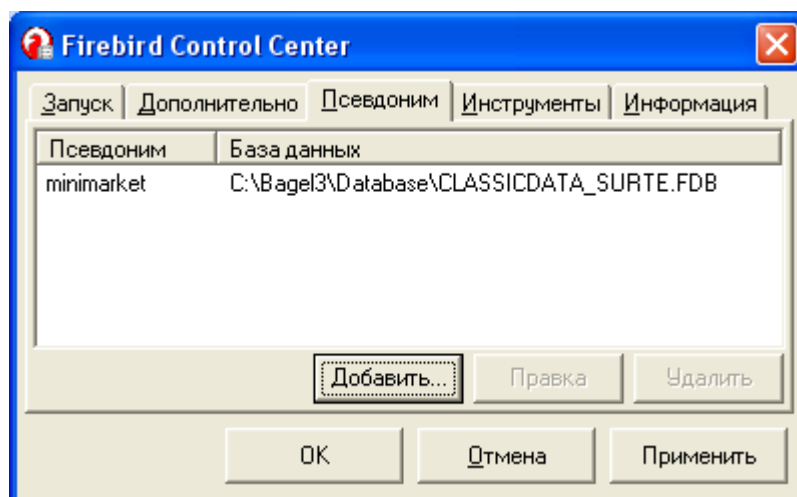 Firebird Control Center
Запуск Дополнительно Псевдоним Инструменты Информация
Псевдоним База данных
minimarket C:\Bagel3\Database\CLASSICDATA_SURTE.FDB
Добавить... Правка Удалить
OK Отмена Применить